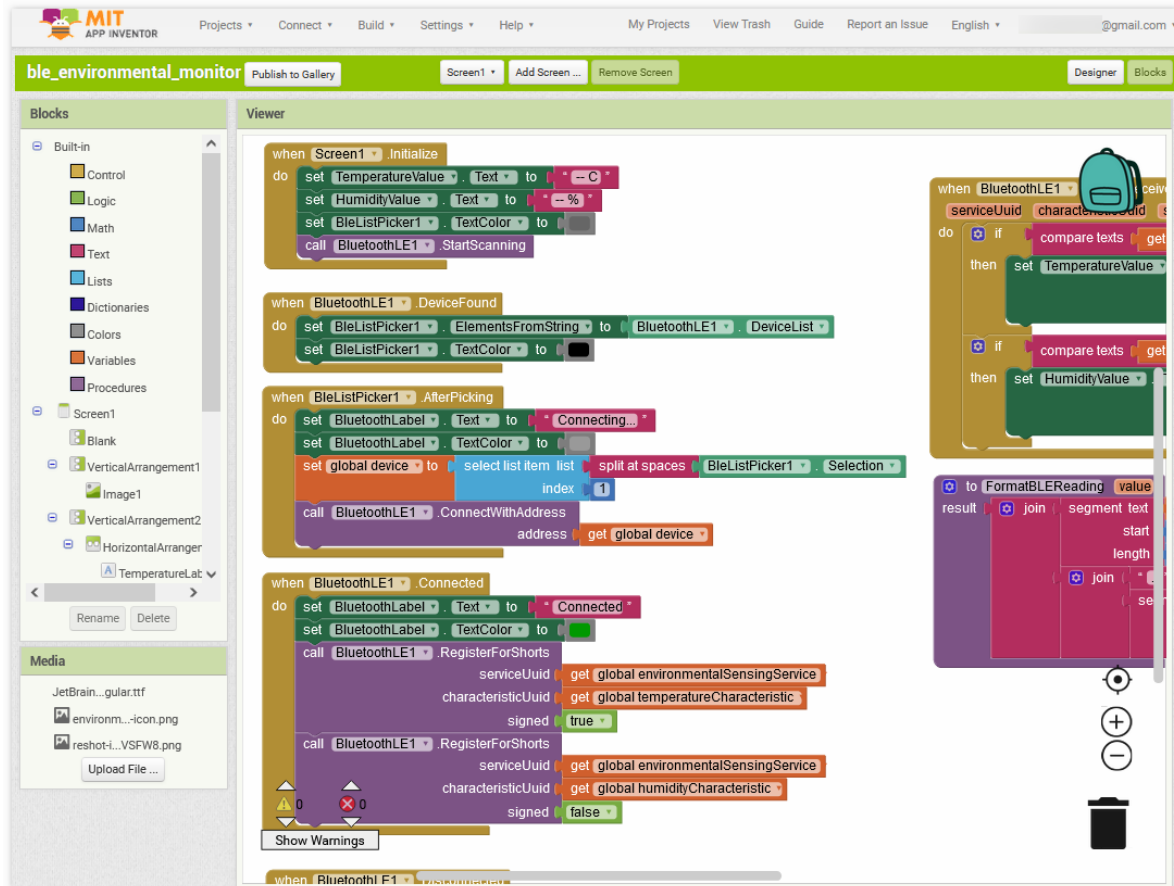 MIT
APP INVENTOR
Projects Connect Build Settings Help My Projects View Trash Guide Report an Issue English @gmail.com
ble_environmental_monitor Publish to Gallery Screen1 Add Screen ... Remove Screen Designer Blocks
Blocks
Built-in
Control
Logic
Math
Text
Lists
Dictionaries
Colors
Variables
Procedures
Screen1
Blank
VerticalArrangement1
Image1
VerticalArrangement2
HorizontalArranger
TemperatureLab
Rename Delete
Media
JetBrain...gular.ttf
environm...-icon.png
reshot-i...VSFW8.png
Upload File ...
Viewer
when Screen1 .Initialize
do set TemperatureValue . Text to “ -- C ”
set HumidityValue . Text to “ -- % ”
set BleListPicker1 . TextColor to
call BluetoothLE1 .StartScanning
when BluetoothLE1 .DeviceFound
do set BleListPicker1 . ElementsFromString to BluetoothLE1 . DeviceList
set BleListPicker1 . TextColor to
when BleListPicker1 .AfterPicking
do set BluetoothLabel . Text to “ Connecting... ”
set BluetoothLabel . TextColor to
set global device to select list item list split at spaces BleListPicker1 . Selection
index 1
call BluetoothLE1 .ConnectWithAddress
address get global device
when BluetoothLE1 .Connected
do set BluetoothLabel . Text to “ Connected ”
set BluetoothLabel . TextColor to
call BluetoothLE1 .RegisterForShorts
serviceUuid get global environmentalSensingService
characteristicUuid get global temperatureCharacteristic
signed true
call BluetoothLE1 .RegisterForShorts
serviceUuid get global environmentalSensingService
characteristicUuid get global humidityCharacteristic
signed false
0 0
Show Warnings
when BluetoothLE1 .Disconnected
when BluetoothLE1
serviceUuid
do if compare texts get
then set TemperatureValue
if compare texts get
then set HumidityValue
to FormatBLEReading value
result join segment text
start
length
join “